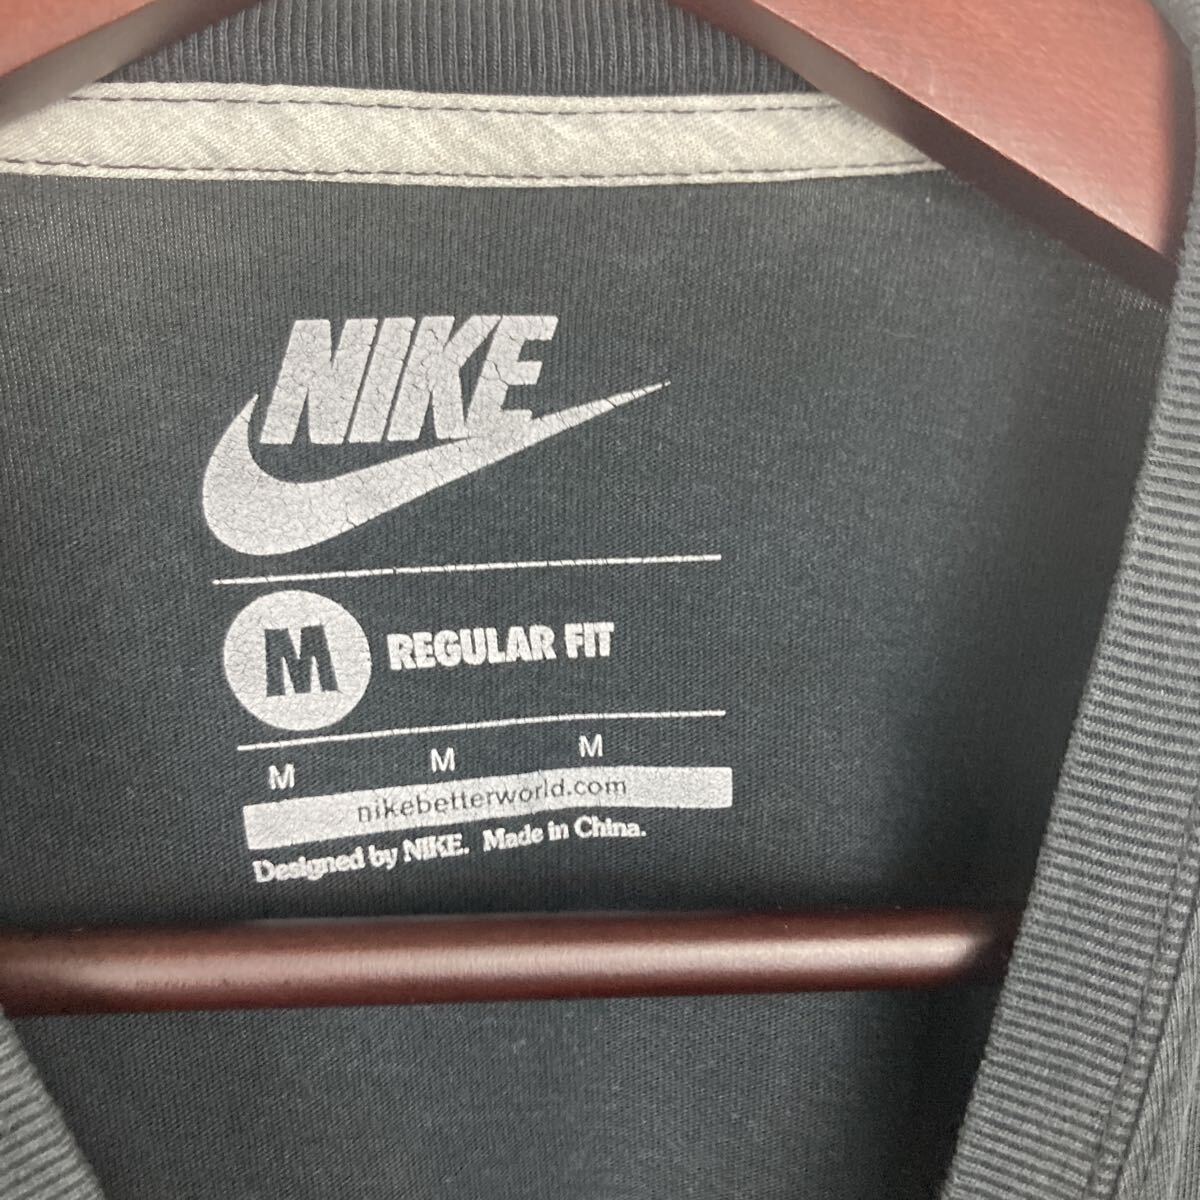 NIKE
M REGULAR FIT
M M M
nikebetterworld.com
Designed by NIKE. Made in China.